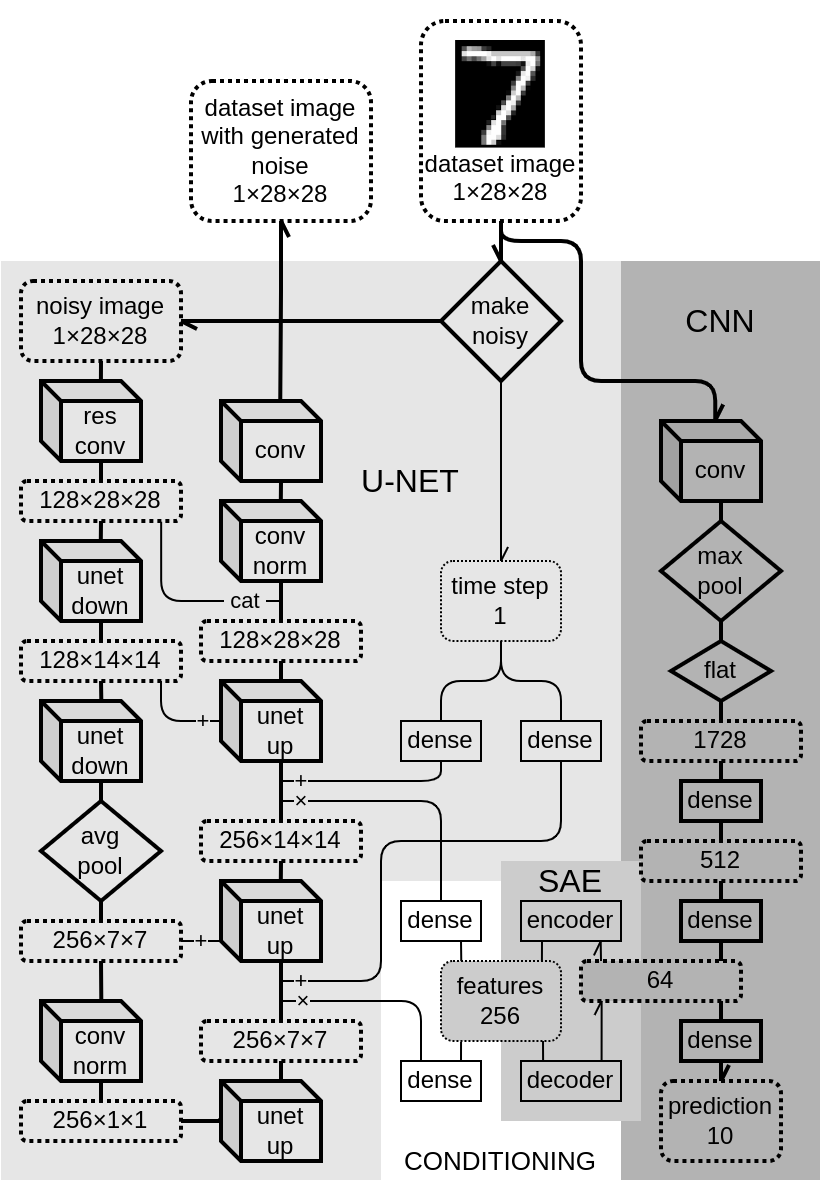 dataset image
1×28×28
dataset image
with generated
noise
1×28×28
noisy image
1×28×28
make
noisy
CNN
res
conv
conv
U-NET
conv
128×28×28
conv
norm
max
pool
unet
down
cat
time step
1
128×28×28
128×14×14
flat
unet
down
+
unet
up
dense
dense
1728
+
×
dense
avg
pool
256×14×14
512
SAE
unet
up
dense
encoder
dense
256×7×7
+
+
×
features
256
64
conv
norm
256×7×7
dense
dense
decoder
unet
up
256×1×1
prediction
10
CONDITIONING